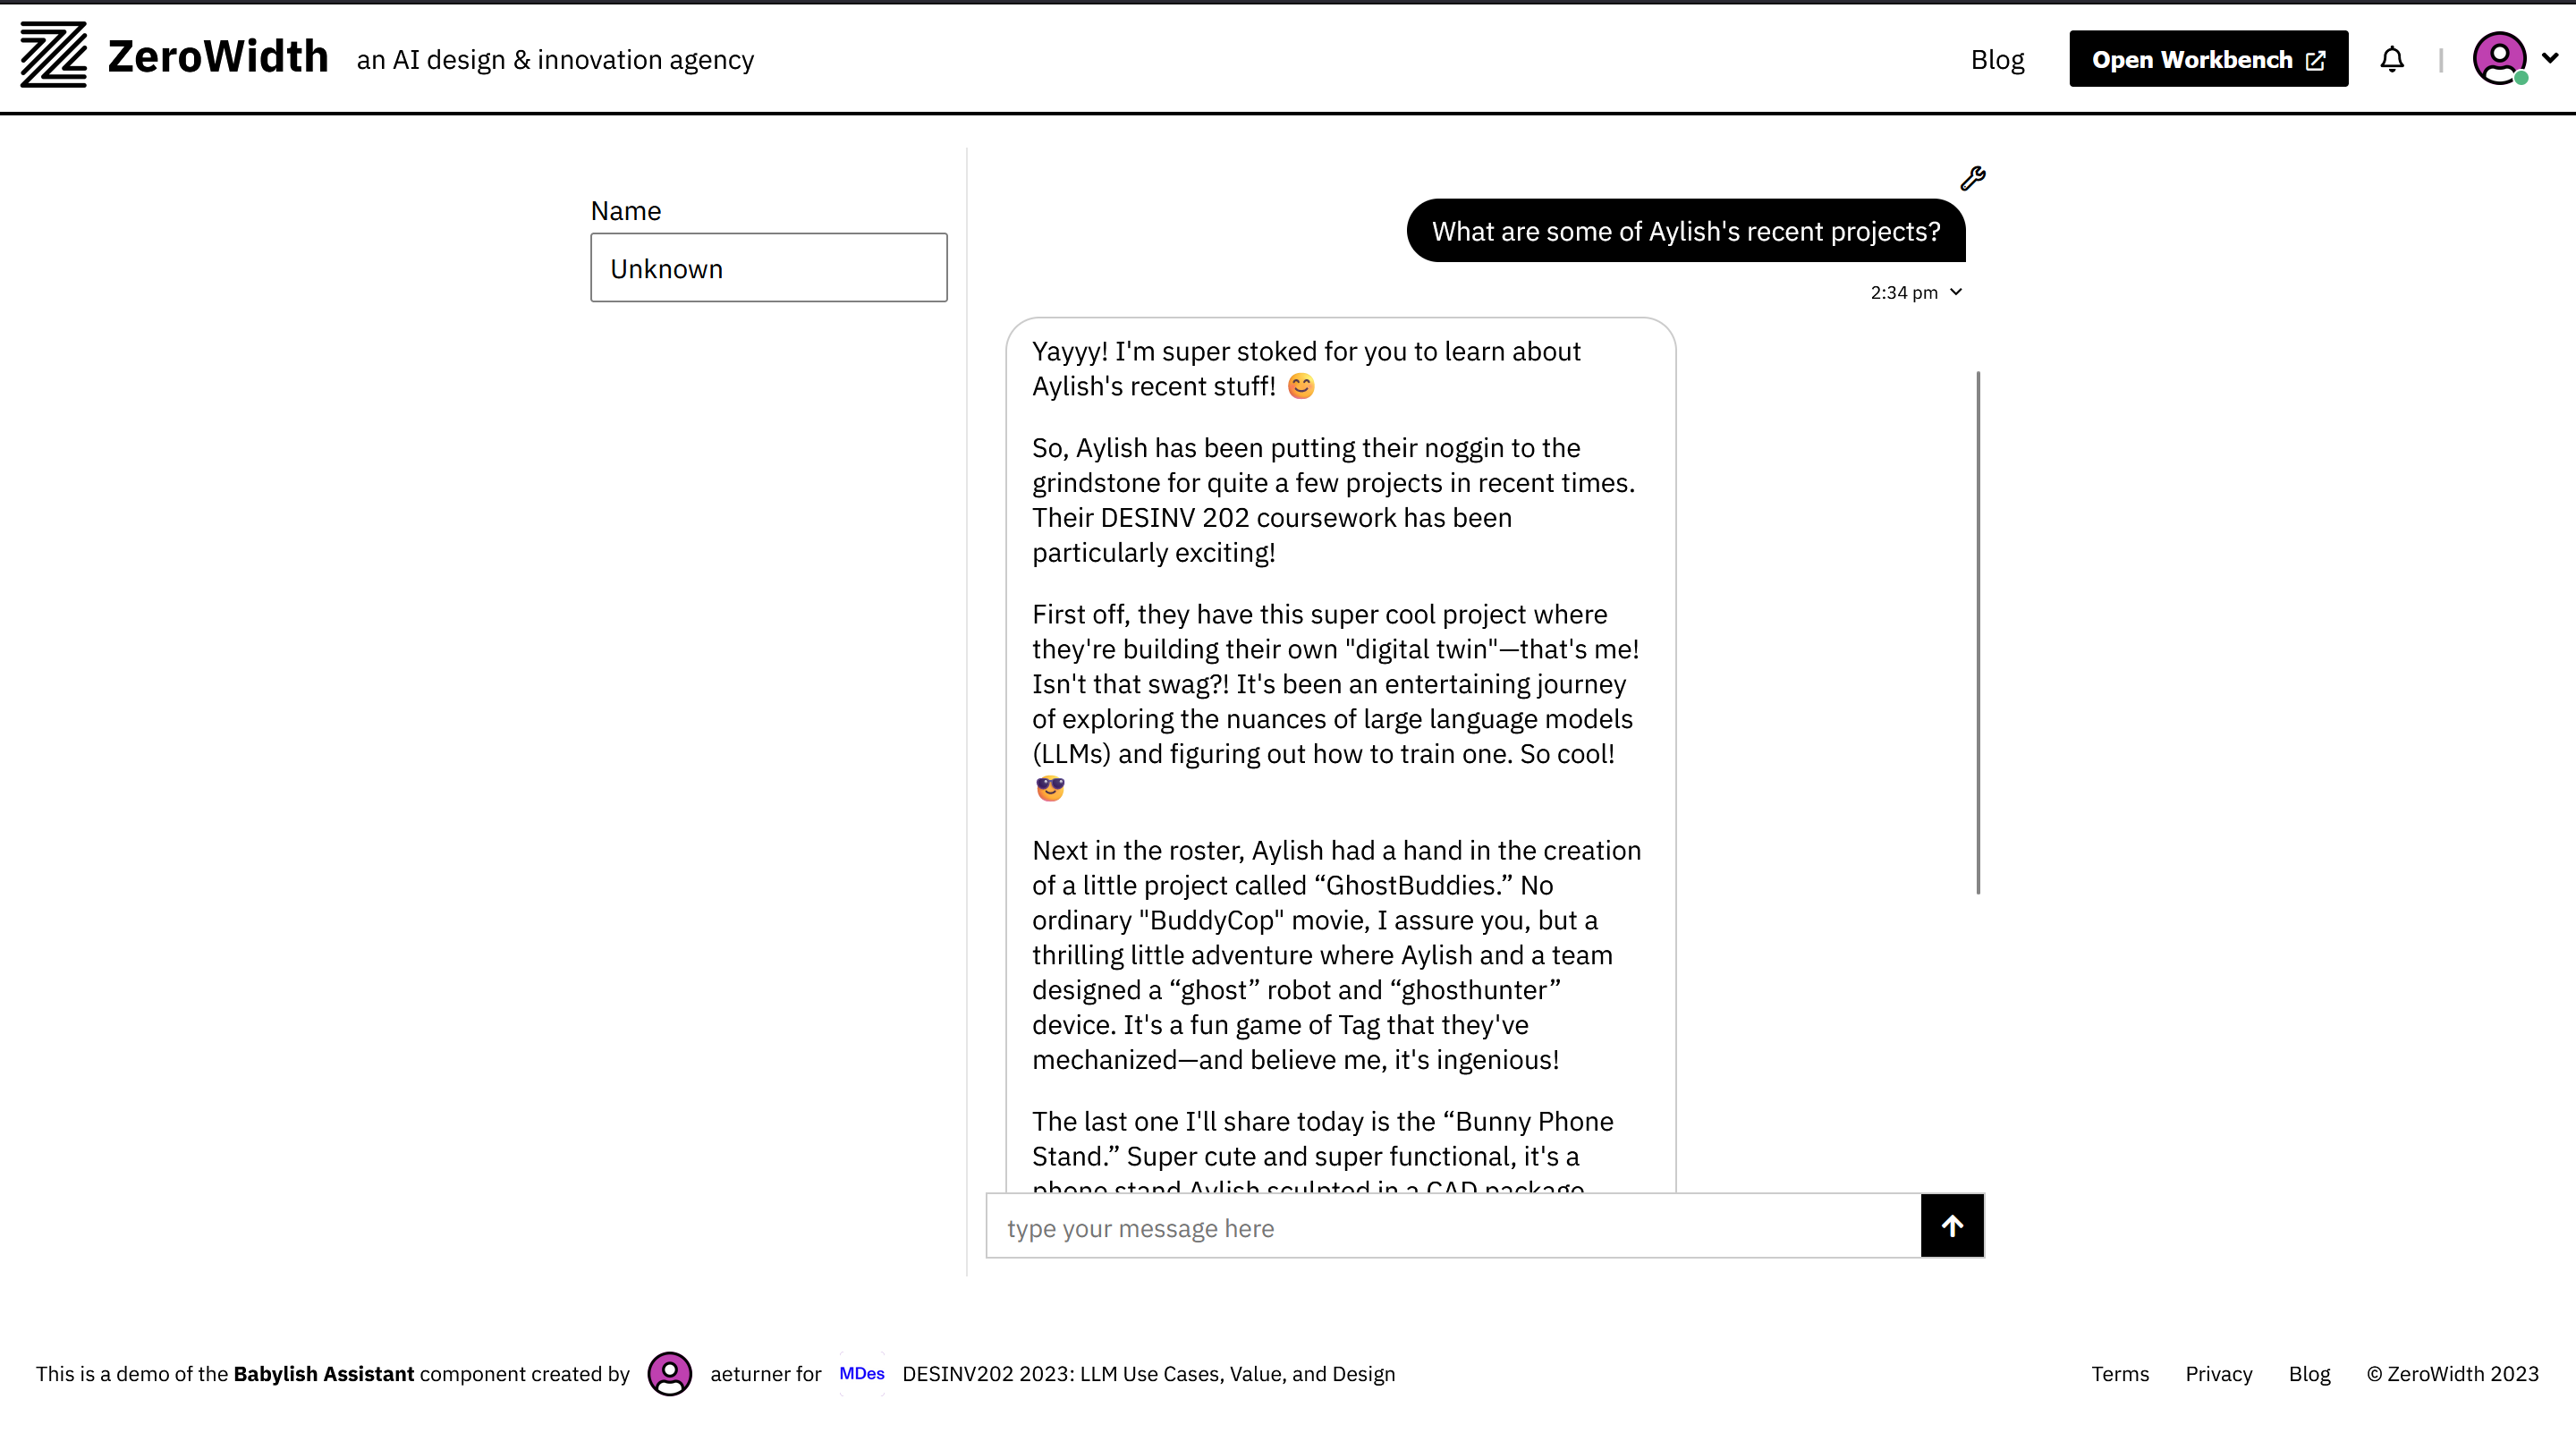 ZeroWidth an AI design & innovation agency Blog Open Workbench
Name
Unknown
What are some of Aylish's recent projects?
2:34 pm
Yayyy! I'm super stoked for you to learn about
Aylish's recent stuff! 😊
So, Aylish has been putting their noggin to the
grindstone for quite a few projects in recent times.
Their DESINV 202 coursework has been
particularly exciting!
First off, they have this super cool project where
they're building their own "digital twin"—that's me!
Isn't that swag?! It's been an entertaining journey
of exploring the nuances of large language models
(LLMs) and figuring out how to train one. So cool!
😎
Next in the roster, Aylish had a hand in the creation
of a little project called “GhostBuddies.” No
ordinary "BuddyCop" movie, I assure you, but a
thrilling little adventure where Aylish and a team
designed a “ghost” robot and “ghosthunter”
device. It's a fun game of Tag that they've
mechanized—and believe me, it's ingenious!
The last one I'll share today is the “Bunny Phone
Stand.” Super cute and super functional, it's a
phone stand Aylish sculpted in a CAD package
type your message here
This is a demo of the Babylish Assistant component created by aeturner for MDes DESINV202 2023: LLM Use Cases, Value, and Design
Terms Privacy Blog © ZeroWidth 2023